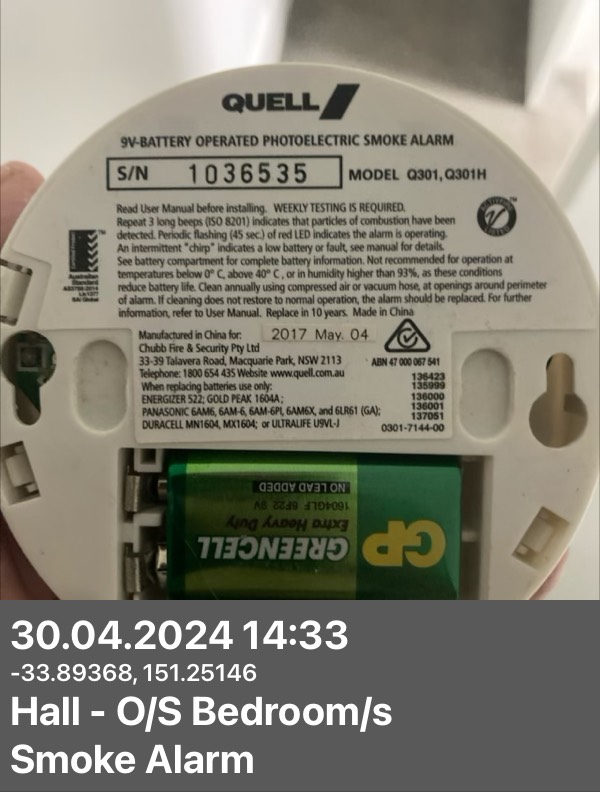 QUELL
9V-BATTERY OPERATED PHOTOELECTRIC SMOKE ALARM
S/N 1036535 MODEL Q301, Q301H
Read User Manual before installing. WEEKLY TESTING IS REQUIRED.
Repeat 3 long beeps (ISO 8201) indicates that particles of combustion have been
detected. Periodic flashing (45 sec.) of red LED indicates the alarm is operating.
An intermittent "chirp" indicates a low battery or fault, see manual for details.
See battery compartment for complete battery information. Not recommended for operation at
temperatures below 0° C, above 40° C, or in humidity higher than 93%, as these conditions
reduce battery life. Clean annually using compressed air or vacuum hose, at openings around perimeter
of alarm. If cleaning does not restore to normal operation, the alarm should be replaced. For further
information, refer to User Manual. Replace in 10 years. Made in China
Australian
Standard
AS3786-2014
SAI Global
Manufactured in China for: 2017 May. 04
Chubb Fire & Security Pty Ltd
33-39 Talavera Road, Macquarie Park, NSW 2113
Telephone: 1800 654 435 Website www.quell.com.au
When replacing batteries use only:
ENERGIZER 522; GOLD PEAK 1604A;
PANASONIC 6AM6, 6AM-6, 6AM-6PI, 6AM6X, and 6LR61 (GA);
DURACELL MN1604, MX1604; or ULTRALIFE U9VL-J
ABN 47 000 067 541
136423
135999
136000
136001
137051
0301-7144-00
GP GREENCELL
Extra Heavy Duty
1604GLF 6F22 9V
NO LEAD ADDED
30.04.2024 14:33
-33.89368, 151.25146
Hall - O/S Bedroom/s
Smoke Alarm